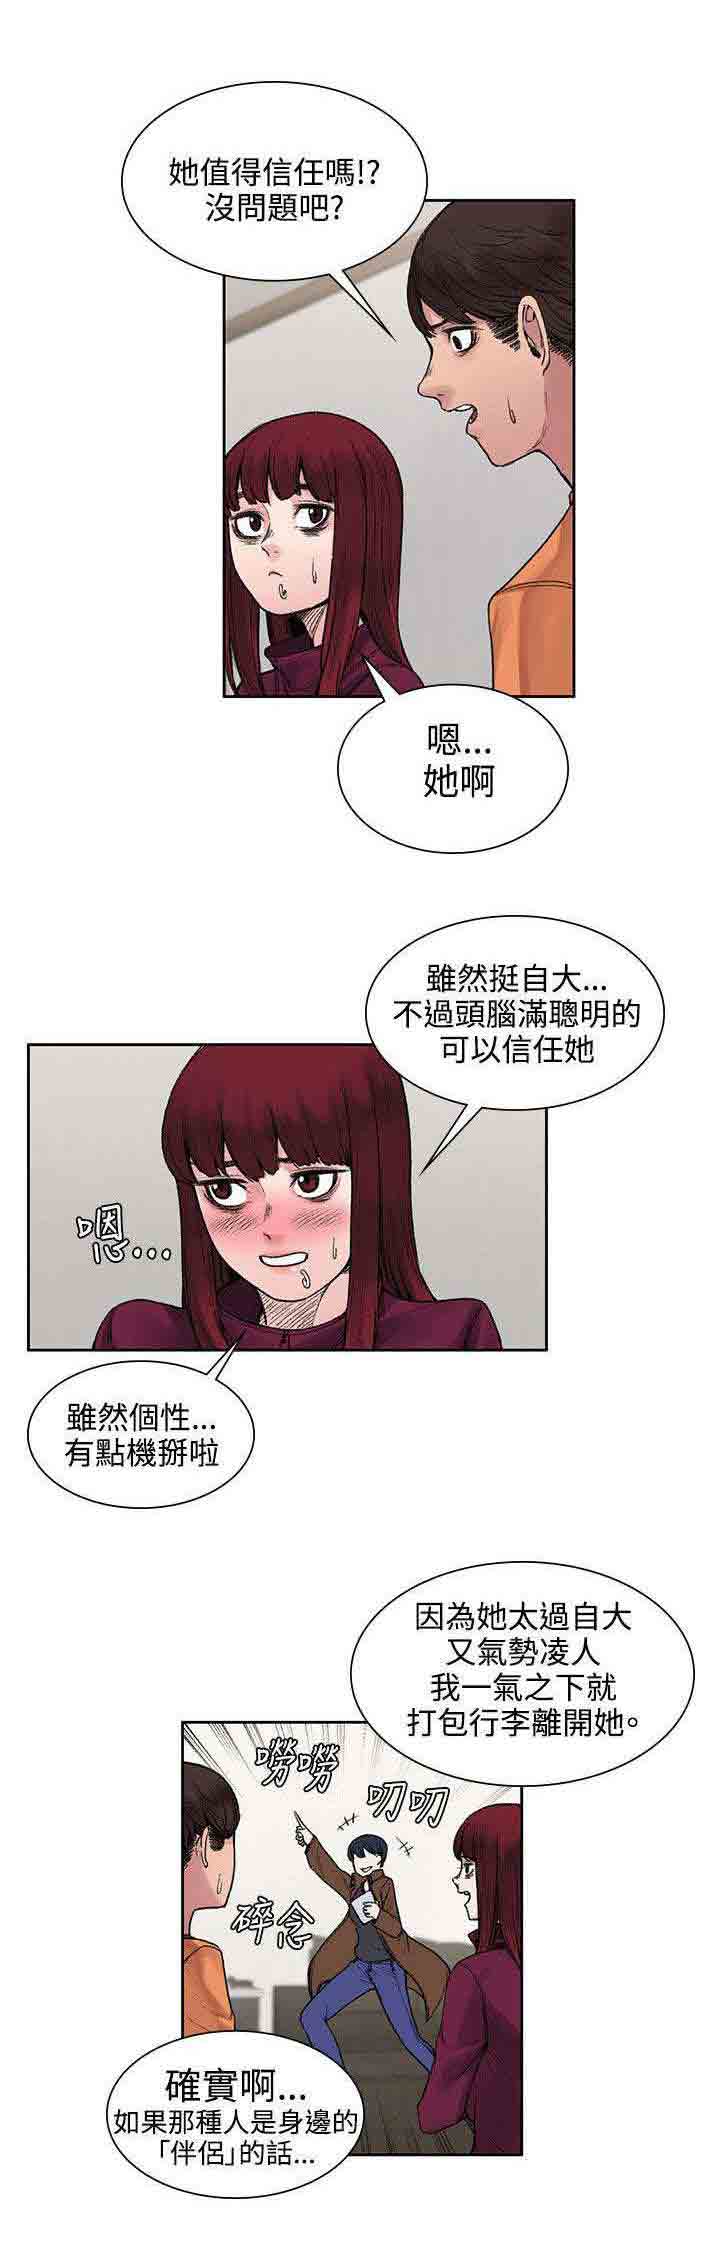 她值得信任嗎!?
沒問題吧?
嗯...
她啊
雖然挺自大...
不過頭腦滿聰明的
可以信任她
嗯...
雖然個性...
有點機掰啦
因為她太過自大
又氣勢凌人
我一氣之下就
打包行李離開她。
嘮嘮
叨叨
碎念
確實啊...
如果那種人是身邊的
「伴侶」的話...